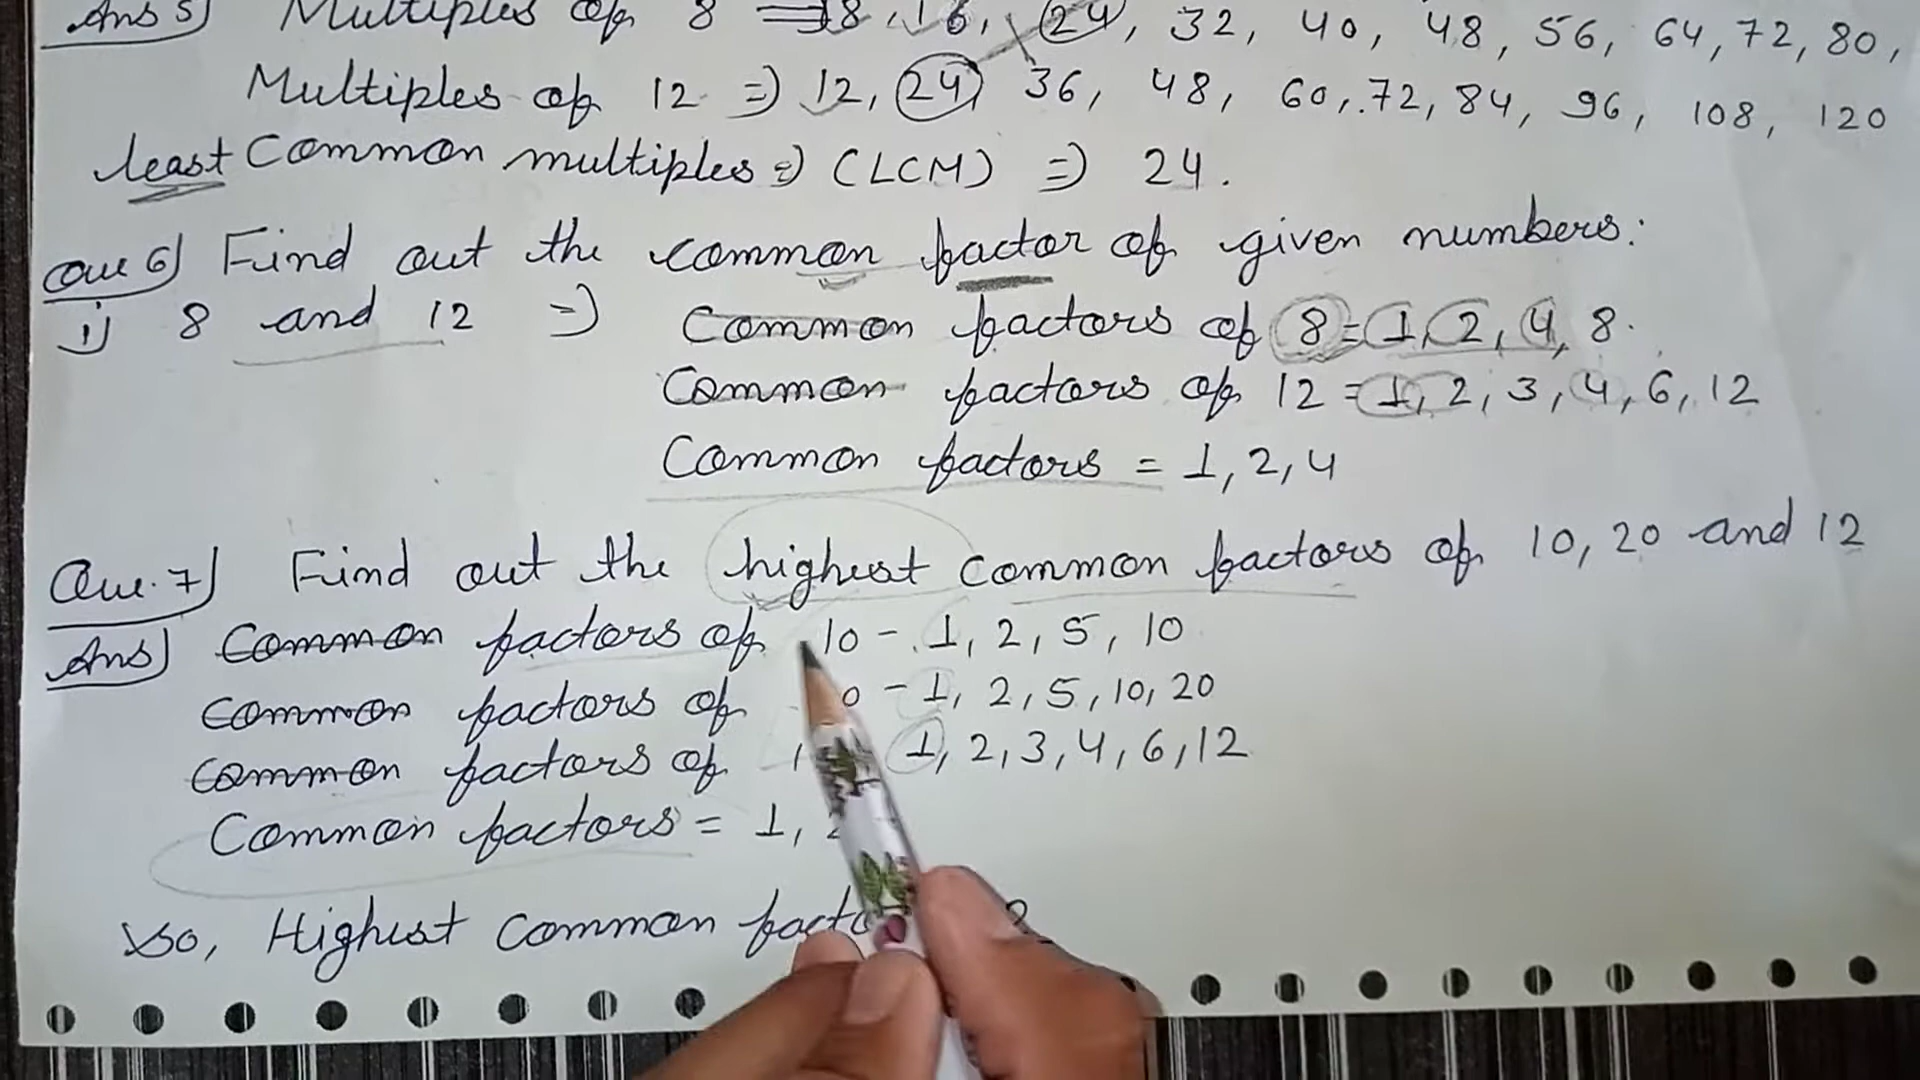 Ans 5) Multiples of 8 => 8, 16, 24, 32, 40, 48, 56, 64, 72, 80,
Multiples of 12 => 12, 24, 36, 48, 60, 72, 84, 96, 108, 120
least Common multiples => (LCM) => 24.
Que 6) Find out the common factor of given numbers:
i) 8 and 12 => Common factors of 8 = 1, 2, 4, 8.
Common factors of 12 = 1, 2, 3, 4, 6, 12
Common factors = 1, 2, 4
Que. 7) Find out the highest common factors of 10, 20 and 12
Ans) Common factors of 10 - 1, 2, 5, 10
Common factors of 0 - 1, 2, 5, 10, 20
Common factors of 1 1, 2, 3, 4, 6, 12
Common factors = 1, 2
So, Highest Common facto 2